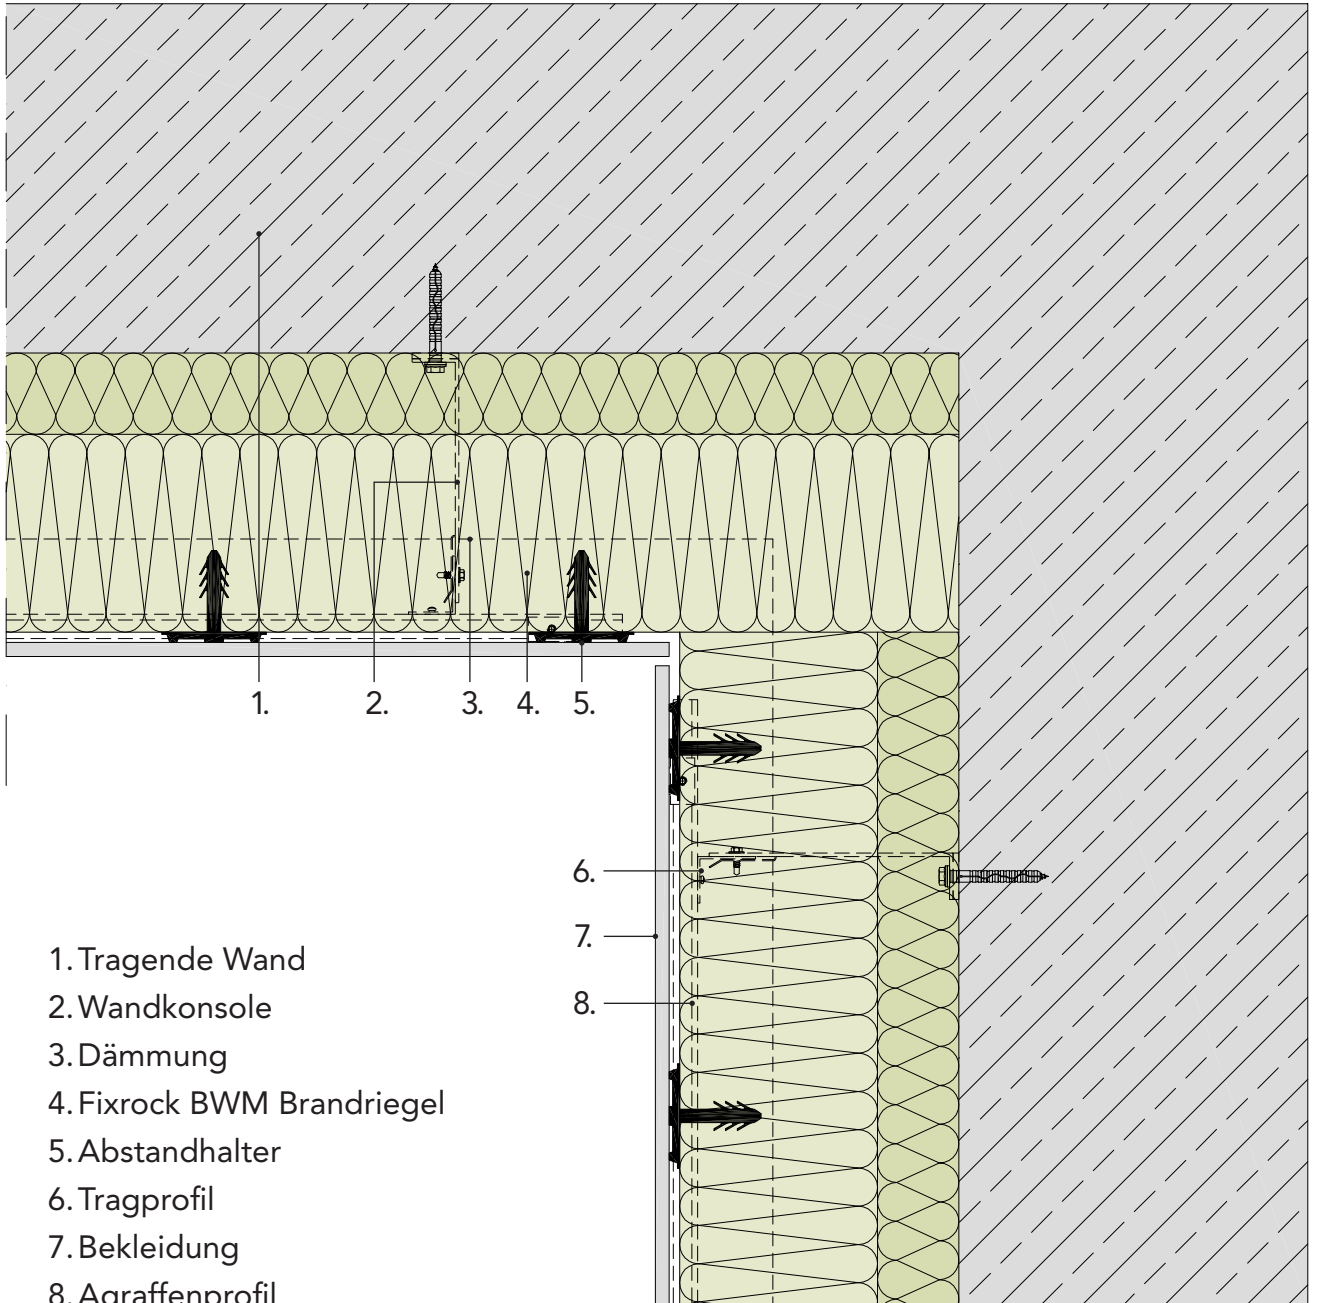 1. 2. 3. 4. 5.
6.
7.
8.
1. Tragende Wand
2. Wandkonsole
3. Dämmung
4. Fixrock BWM Brandriegel
5. Abstandhalter
6. Tragprofil
7. Bekleidung
8. Agraffenprofil